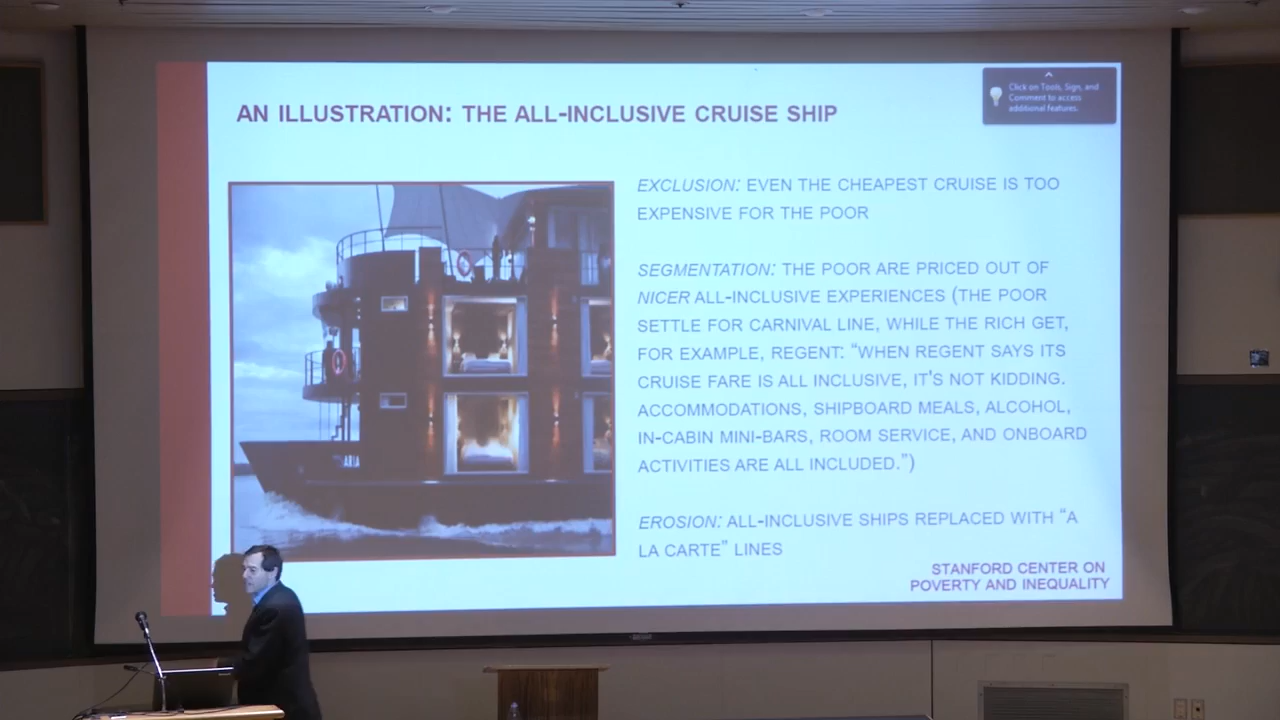 AN ILLUSTRATION: THE ALL-INCLUSIVE CRUISE SHIP
Click on Tools, Sign, and
Comment to access
additional features.
EXCLUSION: EVEN THE CHEAPEST CRUISE IS TOO
EXPENSIVE FOR THE POOR
SEGMENTATION: THE POOR ARE PRICED OUT OF
NICER ALL-INCLUSIVE EXPERIENCES (THE POOR
SETTLE FOR CARNIVAL LINE, WHILE THE RICH GET,
FOR EXAMPLE, REGENT: “WHEN REGENT SAYS ITS
CRUISE FARE IS ALL INCLUSIVE, IT'S NOT KIDDING.
ACCOMMODATIONS, SHIPBOARD MEALS, ALCOHOL,
IN-CABIN MINI-BARS, ROOM SERVICE, AND ONBOARD
ACTIVITIES ARE ALL INCLUDED.”)
ARIA
EROSION: ALL-INCLUSIVE SHIPS REPLACED WITH “A
LA CARTE” LINES
STANFORD CENTER ON
POVERTY AND INEQUALITY